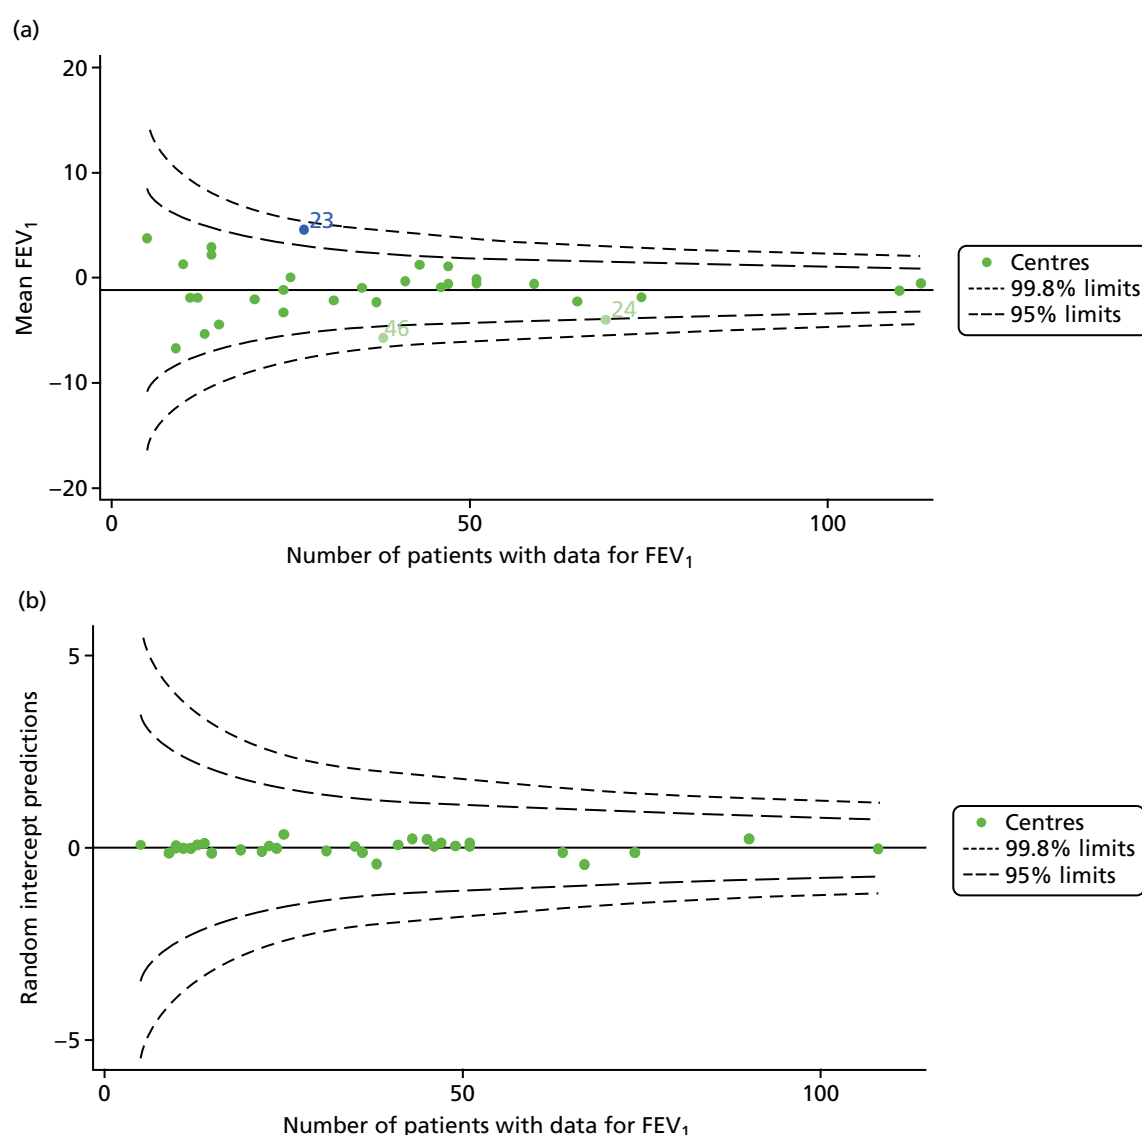 (a)
20
10
0
−10
−20
Mean FEV1
23
46
24
0
50
100
Number of patients with data for FEV1
Centres
99.8% limits
95% limits
(b)
5
0
−5
Random intercept predictions
0
50
100
Number of patients with data for FEV1
Centres
99.8% limits
95% limits